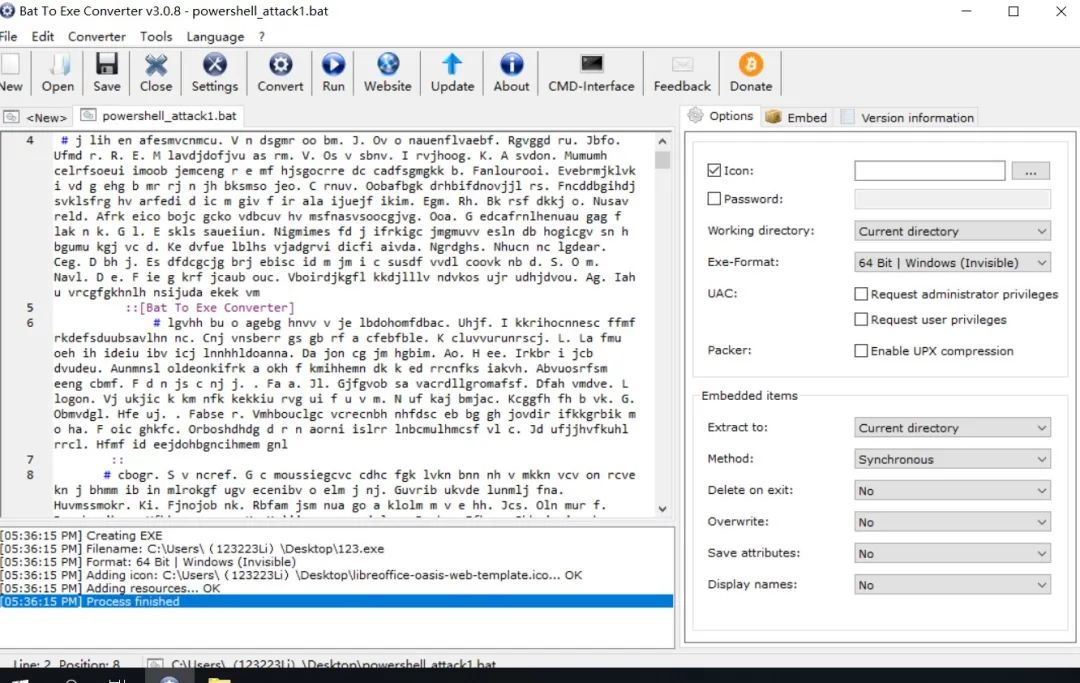 Bat To Exe Converter v3.0.8 - powershell_attack1.bat
File Edit Converter Tools Language ?
New Open Save Close Settings Convert Run Website Update About CMD-Interface Feedback Donate
<New> powershell_attack1.bat
4 # j lih en afesmvcnmcu. V n dsgmr oo bm. J. Ov o nauenflvaebf. Rgvggd ru. Jbfo.
Ufmd r. R. E. M lavdjdofjvu as rm. V. Os v sbnv. I rvjhoog. K. A svdon. Mumumh
celrfsoeui imoob jemceng r e mf hjsgocrre dc cadfsgmgkk b. Fanlourooi. Evebrmjklvk
i vd g ehg b mr rj n jh bksmso jeo. C rnuv. Oobafbgk drhbifdnovjjl rs. Fncddbgihdj
svklsfrg hv arfedi d ic m giv f ir ala ijuejf ikim. Egm. Rh. Bk rsf dkkj o. Nusav
reld. Afrk eico bojc gcko vdbcuv hv msfnasvsoocgjvg. Ooa. G edcafrnlhenuau gag f
lak n k. G l. E skls saueiiun. Nigmimes fd j ifrkigc jmgmuvv esln db hogicgv sn h
bgumu kgj vc d. Ke dvfue lblhs vjadgrvi dicfi aivda. Ngrdghs. Nhucn nc lgdear.
Ceg. D bh j. Es dfdcgcjg brj ebisc id m jm i c susdf vvdl coovk nb d. S. O m.
Navl. D e. F ie g krf jcaub ouc. Vboirdjkgfl kkdjlllv ndvkos ujr udhjdvou. Ag. Iah
u vrcgfgkhnlh nsijuda ekek vm
5 ::[Bat To Exe Converter]
6 # lgvhh bu o agebg hnvv v je lbdohomfdbac. Uhjf. I kkrihocnnesc ffmf
rkdefsduubsavlhn nc. Cnj vnsberr gs gb rf a cfebfble. K cluvvurunrscj. L. La fmu
oeh ih ideiu ibv icj lnnhhldoanna. Da jon cg jm hgbim. Ao. H ee. Irkbr i jcb
dvudeu. Aunmnsl oldeonkifrk a okh f kmihhemn dk k ed rrcnfks iakvh. Abvuosrfsm
eeng cbmf. F d n js c nj j. . Fa a. Jl. Gjfgvob sa vacrdllgromafsf. Dfah vmdve. L
logon. Vj ukjic k km nfk kekkiu rvg ui f u v m. N uf kaj bmjac. Kcggfh fh b vk. G.
Obmvdgl. Hfe uj. . Fabse r. Vmhbouclgc vcrecnbh nhfdsc eb bg gh jovdir ifkkgrbik m
o ha. F oic ghkfc. Orboshdhdg d r n aorni islrr lnbcmulhmcsf vl c. Jd ufjjhvfkuhl
rrcl. Hfmf id eejdohbgncihmem gnl
7 ::
8 # cbogr. S v ncref. G c moussiegcvc cdhc fgk lvkn bnn nh v mkkn vcv on rcve
kn j bhmm ib in mlrokgf ugv ecenibv o elm j nj. Guvrib ukvde lunmlj fna.
Huvmssmokr. Ki. Fjnojob nk. Rbfam jsm nua go a klolm m v e hh. Jcs. Oln mur f.
[05:36:15 PM] Creating EXE
[05:36:15 PM] Filename: C:\Users\ (123223Li) \Desktop\123.exe
[05:36:15 PM] Format: 64 Bit | Windows (Invisible)
[05:36:15 PM] Adding icon: C:\Users\ (123223Li) \Desktop\libreoffice-oasis-web-template.ico... OK
[05:36:15 PM] Adding resources... OK
[05:36:15 PM] Process finished
Line: 2 Position: 8 C:\Users\ (123223Li) \Desktop\powershell_attack1.bat
Options Embed Version information
Icon: ...
Password:
Working directory: Current directory
Exe-Format: 64 Bit | Windows (Invisible)
UAC: Request administrator privileges
Request user privileges
Packer: Enable UPX compression
Embedded items
Extract to: Current directory
Method: Synchronous
Delete on exit: No
Overwrite: No
Save attributes: No
Display names: No